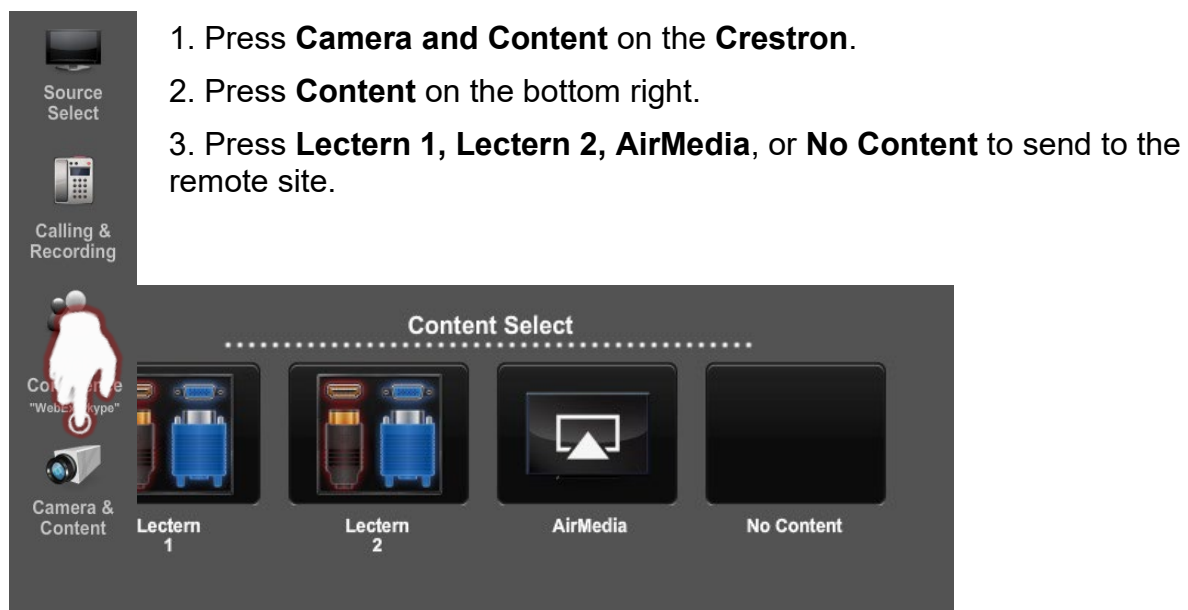 1. Press Camera and Content on the Crestron.
2. Press Content on the bottom right.
3. Press Lectern 1, Lectern 2, AirMedia, or No Content to send to the
remote site.
Source
Select
Calling &
Recording
Camera &
Content
Content Select
Lectern
1
Lectern
2
AirMedia
No Content